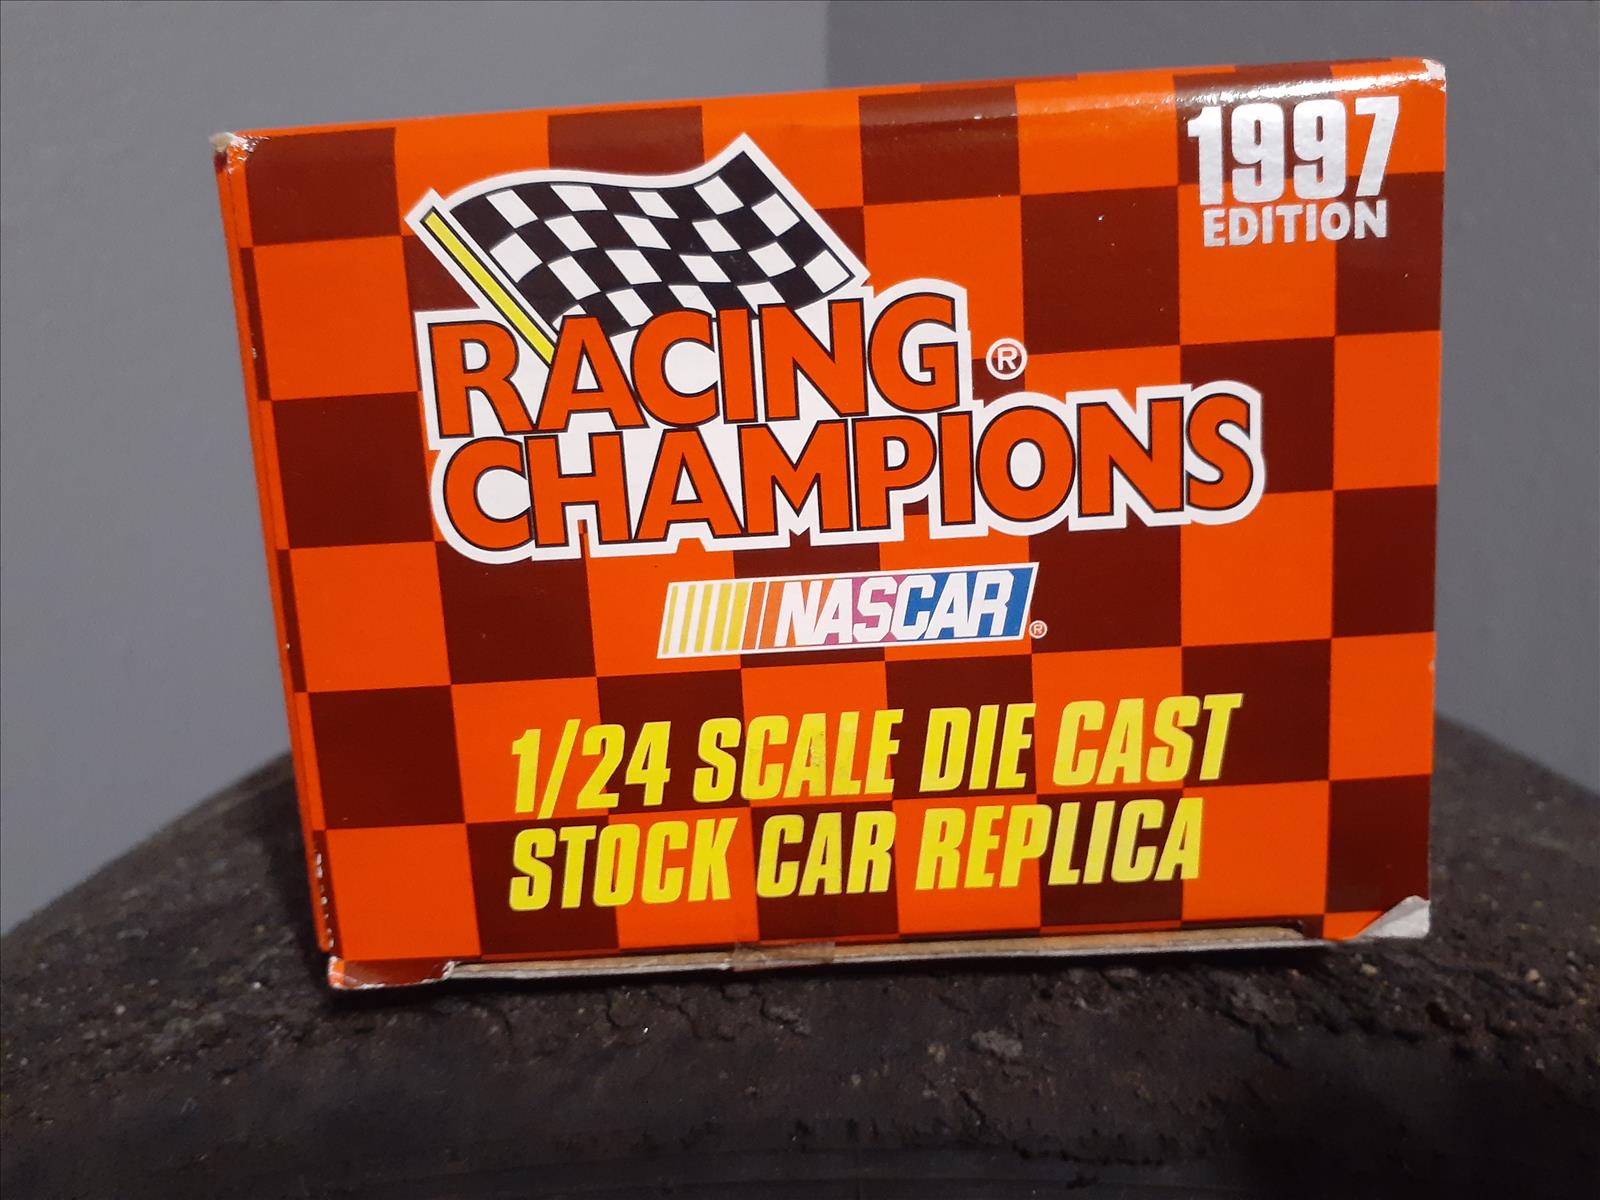 1997
EDITION
RACING ®
CHAMPIONS
NASCAR ®
1/24 SCALE DIE CAST
STOCK CAR REPLICA